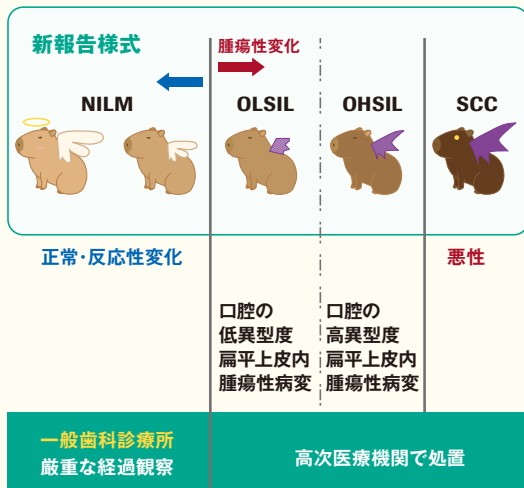 新報告様式
腫瘍性変化
NILM
OLSIL
OHSIL
SCC
正常・反応性変化
悪性
口腔の
低異型度
扁平上皮内
腫瘍性病変
口腔の
高異型度
扁平上皮内
腫瘍性病変
一般歯科診療所
厳重な経過観察
高次医療機関で処置